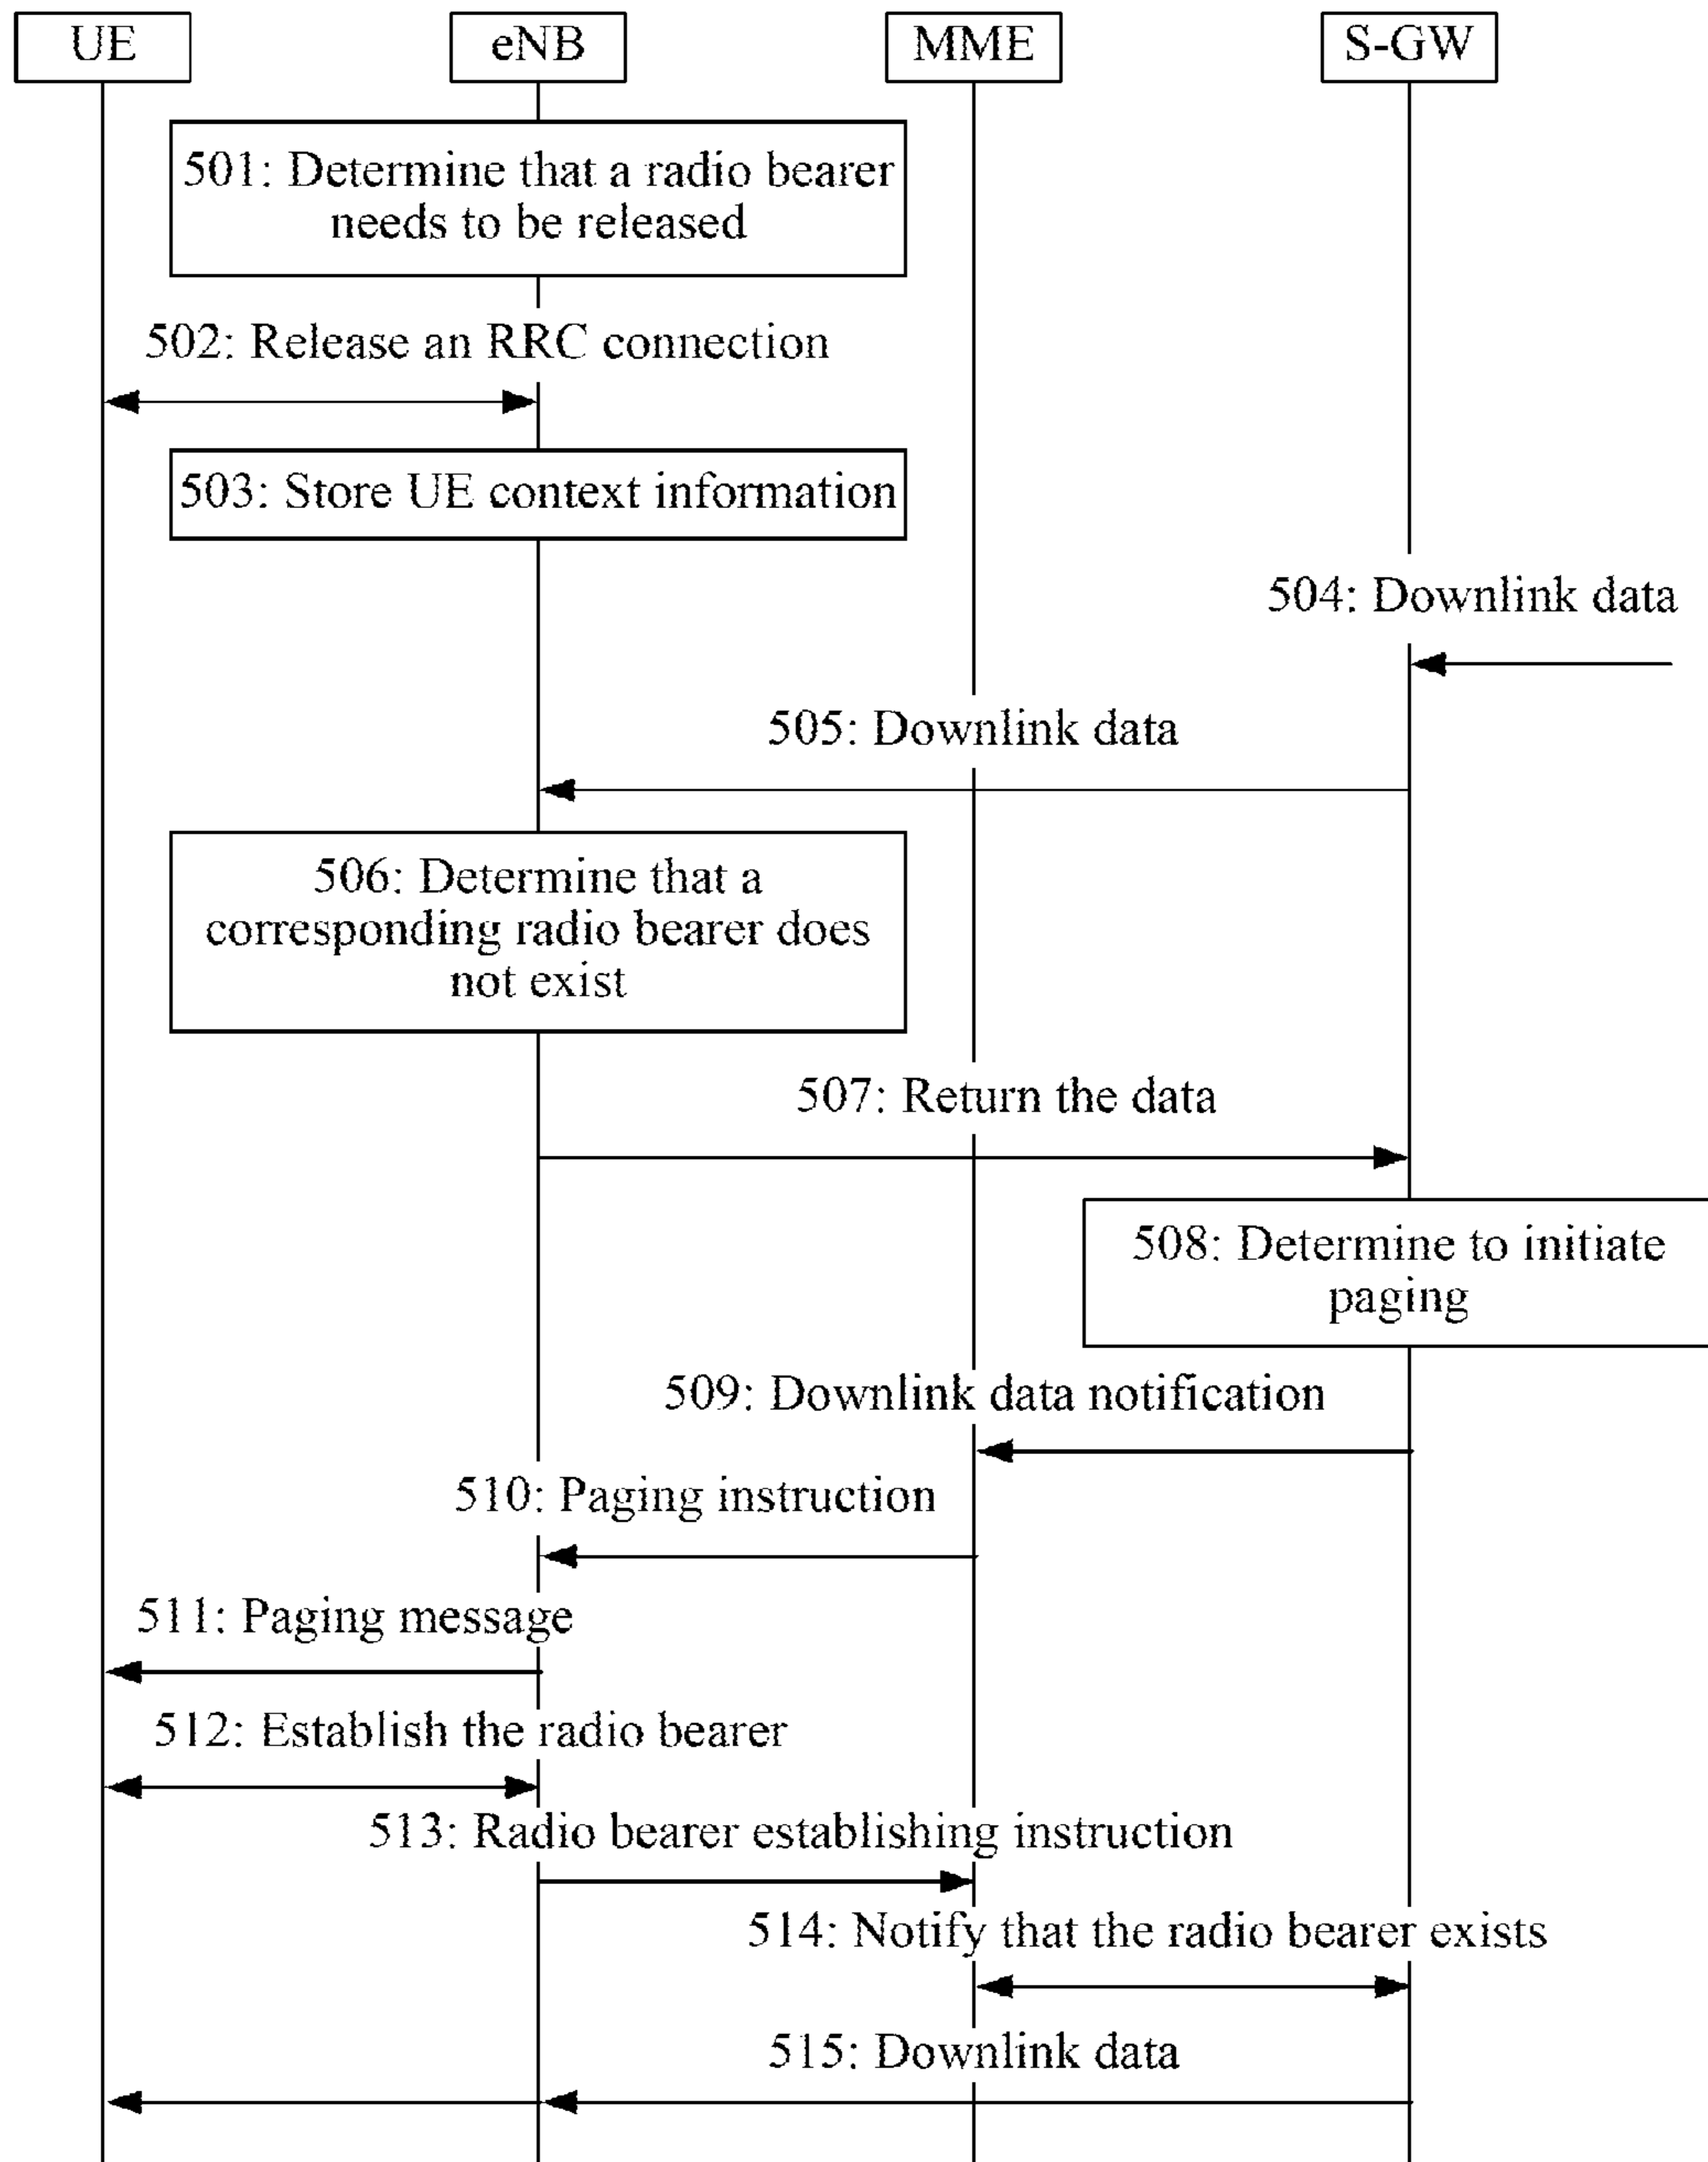 UE
eNB
MME
S-GW
501: Determine that a radio bearer
needs to be released
502: Release an RRC connection
503: Store UE context information
504: Downlink data
505: Downlink data
506: Determine that a
corresponding radio bearer does
not exist
507: Return the data
508: Determine to initiate
paging
509: Downlink data notification
510: Paging instruction
511: Paging message
512: Establish the radio bearer
513: Radio bearer establishing instruction
514: Notify that the radio bearer exists
515: Downlink data